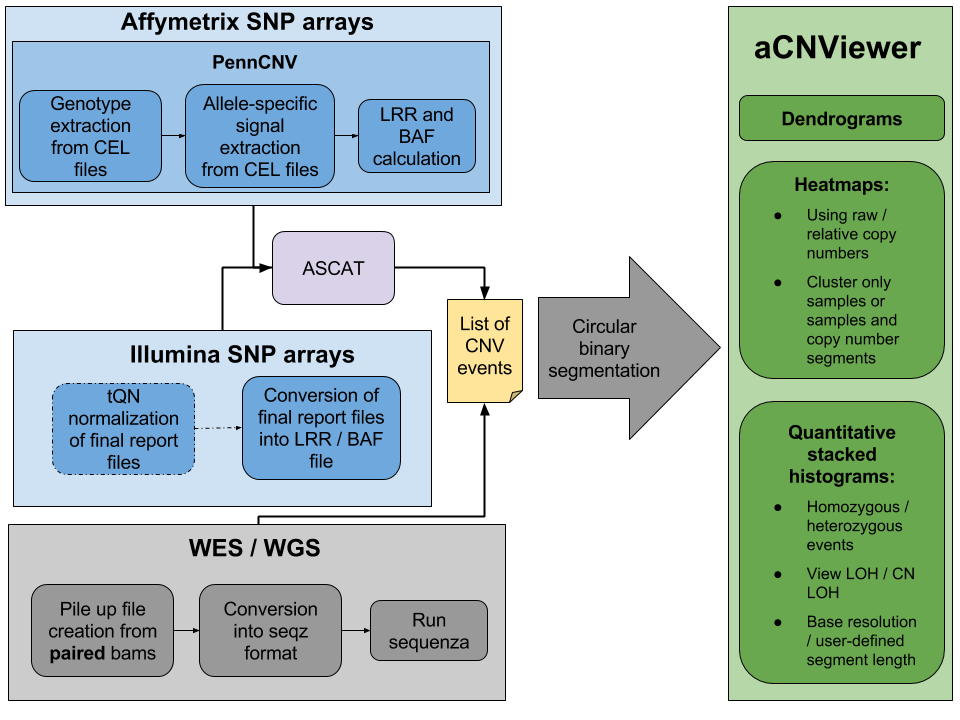 Affymetrix SNP arrays
PennCNV
Genotype
extraction
from CEL
files
Allele-specific
signal
extraction
from CEL files
LRR and
BAF
calculation
ASCAT
Illumina SNP arrays
tQN
normalization
of final report
files
Conversion of
final report files
into LRR / BAF
file
List of
CNV
events
WES / WGS
Pile up file
creation from
paired bams
Conversion
into seqz
format
Run
sequenza
Circular
binary
segmentation
aCNViewer
Dendrograms
Heatmaps:
● Using raw /
relative copy
numbers
● Cluster only
samples or
samples and
copy number
segments
Quantitative
stacked
histograms:
● Homozygous /
heterozygous
events
● View LOH / CN
LOH
● Base resolution
/ user-defined
segment length